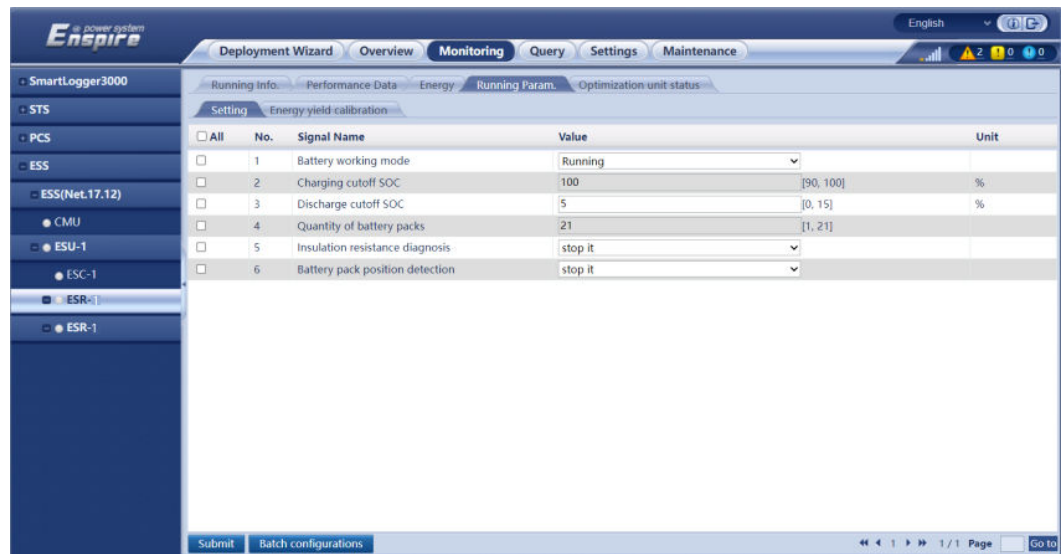 English
e power system
Enspire
Deployment Wizard Overview Monitoring Query Settings Maintenance
2 0 0
SmartLogger3000
STS
PCS
ESS
ESS(Net.17.12)
CMU
ESU-1
ESC-1
ESR-1
ESR-1
Running Info. Performance Data Energy Running Param. Optimization unit status
Setting Energy yield calibration
All No. Signal Name Value Unit
1 Battery working mode Running
2 Charging cutoff SOC 100 [90, 100] %
3 Discharge cutoff SOC 5 [0, 15] %
4 Quantity of battery packs 21 [1, 21]
5 Insulation resistance diagnosis stop it
6 Battery pack position detection stop it
Submit Batch configurations 1 1/1 Page Go to